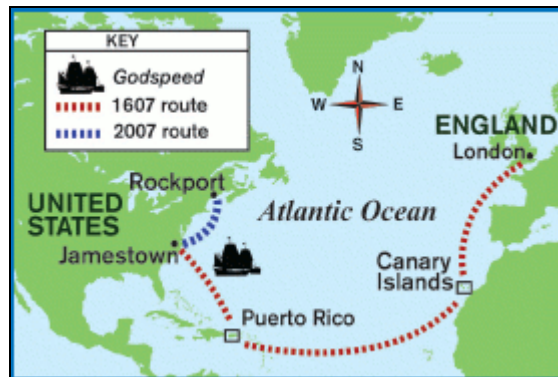 KEY
Godspeed
1607 route
2007 route
N
W
E
S
ENGLAND
London
Rockport
UNITED
STATES
Atlantic Ocean
Jamestown
Canary
Islands
Puerto Rico